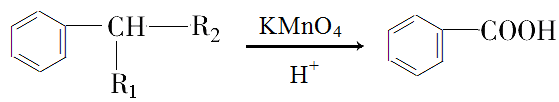 CH R₂
R₁
KMnO₄
H⁺
COOH